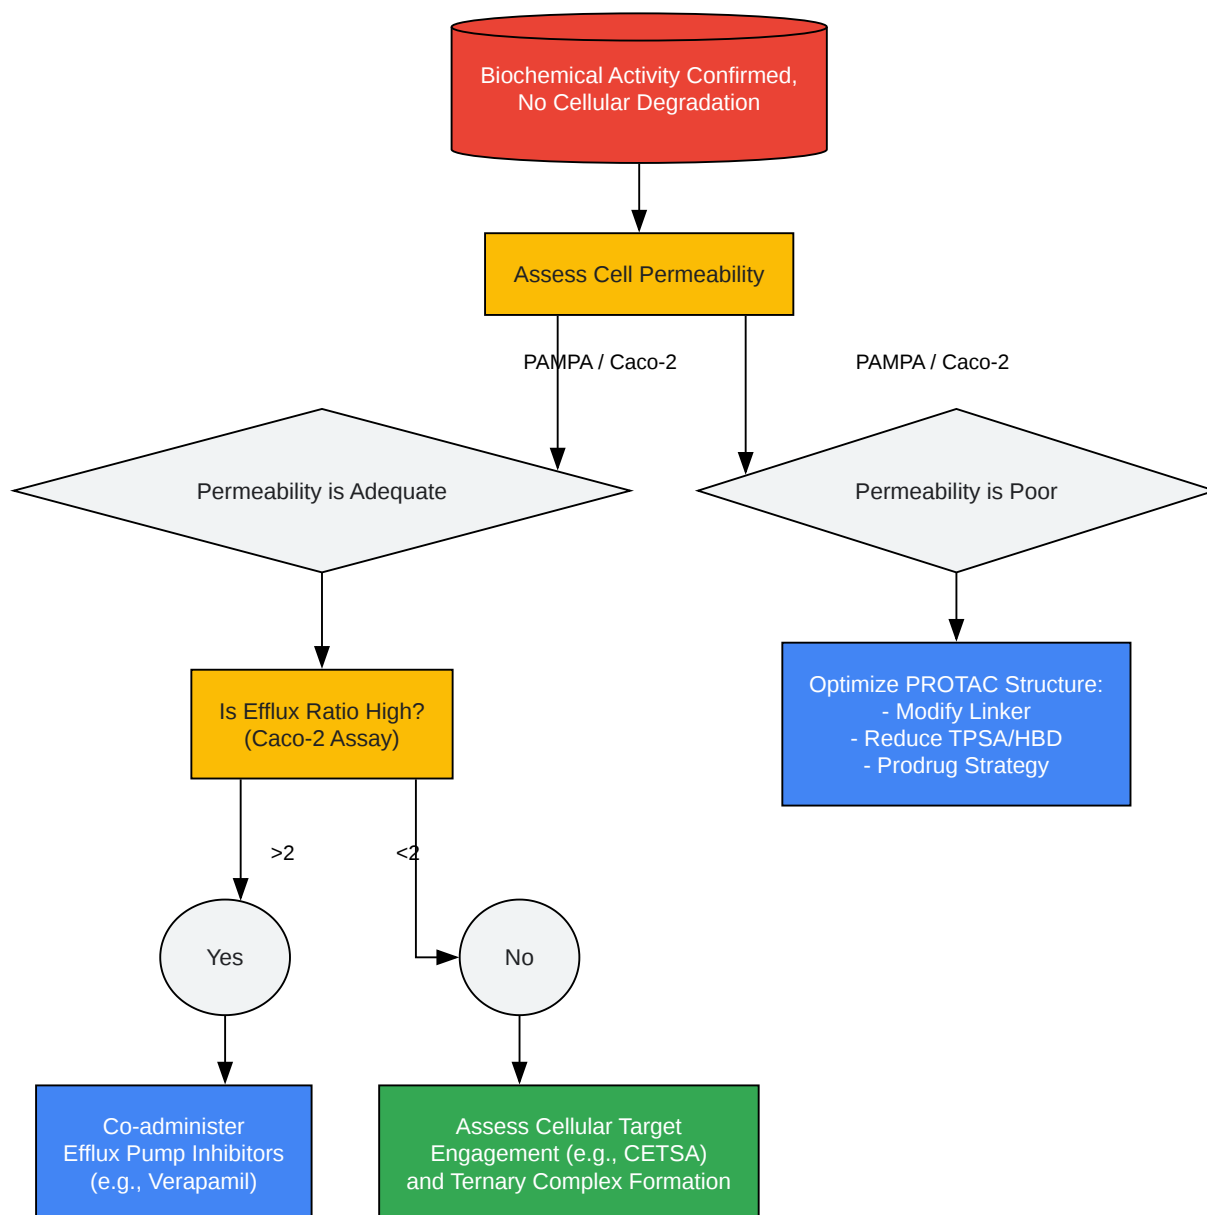 Biochemical Activity Confirmed,
No Cellular Degradation
Assess Cell Permeability
PAMPA / Caco-2
PAMPA / Caco-2
Permeability is Adequate
Permeability is Poor
Is Efflux Ratio High?
(Caco-2 Assay)
Optimize PROTAC Structure:
- Modify Linker
- Reduce TPSA/HBD
- Prodrug Strategy
>2
<2
Yes
No
Co-administer
Efflux Pump Inhibitors
(e.g., Verapamil)
Assess Cellular Target
Engagement (e.g., CETSA)
and Ternary Complex Formation